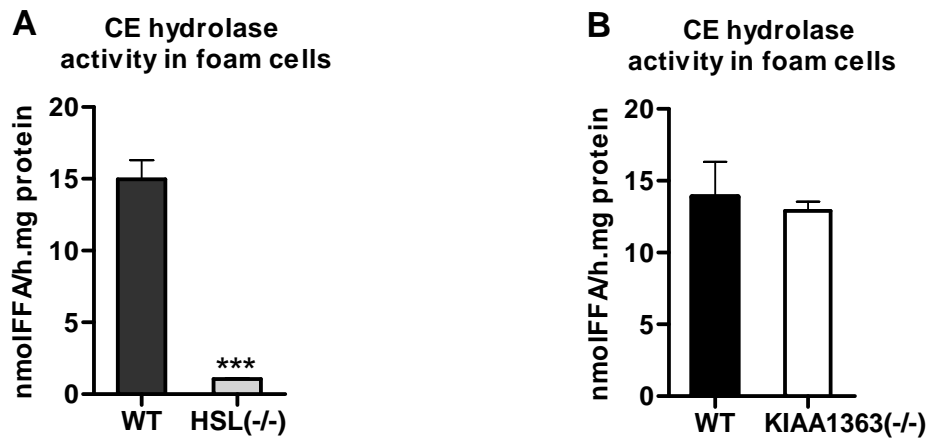 A
CE hydrolase
activity in foam cells
nmolFFA/h.mg protein
20
15
10
5
0
***
WT
HSL(-/-)
B
CE hydrolase
activity in foam cells
nmolFFA/h.mg protein
20
15
10
5
0
WT
KIAA1363(-/-)